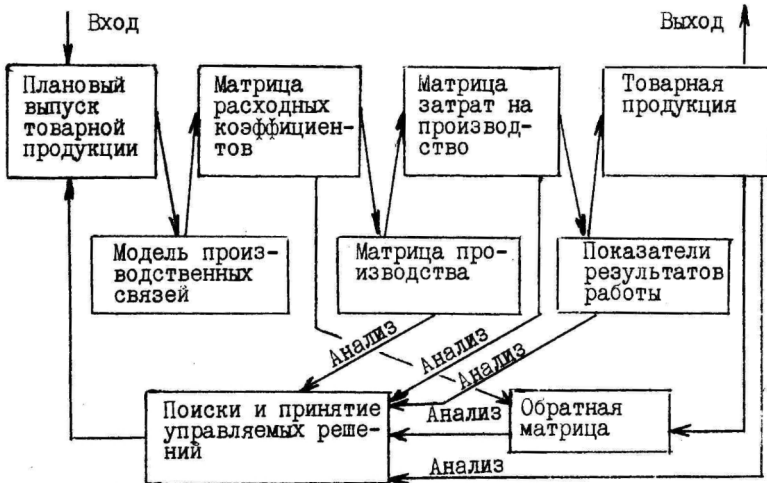 Вход
Выход
Плановый
выпуск
товарной
продукции
Матрица
расходных
коэффициен-
тов
Матрица
затрат на
производ-
ство
Товарная
продукция
Модель произ-
водственных
связей
Матрица про-
изводства
Показатели
результатов
работы
Анализ
Анализ
Анализ
Поиски и принятие
управляемых реше-
ний
Анализ
Обратная
матрица
Анализ